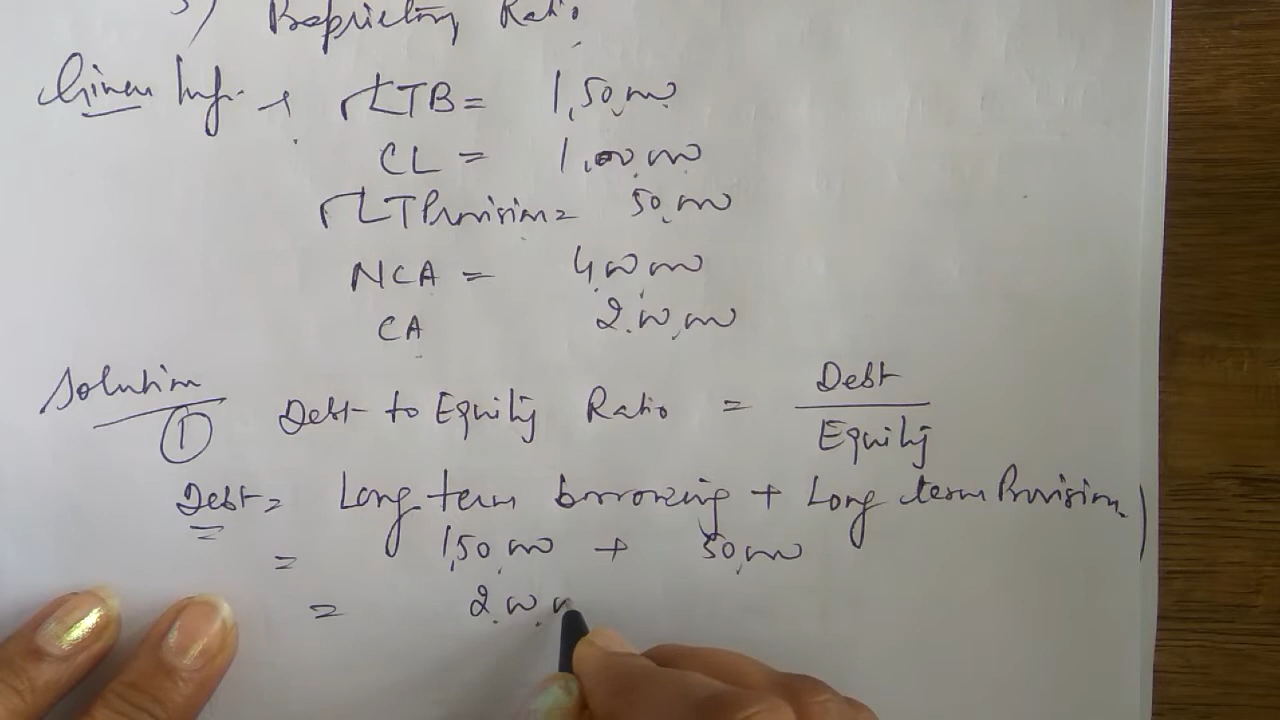 3) Proprietory Ratio
Given Inf.
LTB = 1,50,000
CL = 1,00,000
LT Provision = 50,000
NCA = 4,00,000
CA 2,00,000
Solution
① Debt to Equity Ratio = Debt / Equity
Debt = Long term borrowing + Long term Provision
= 1,50,000 + 50,000
= 2,00,0